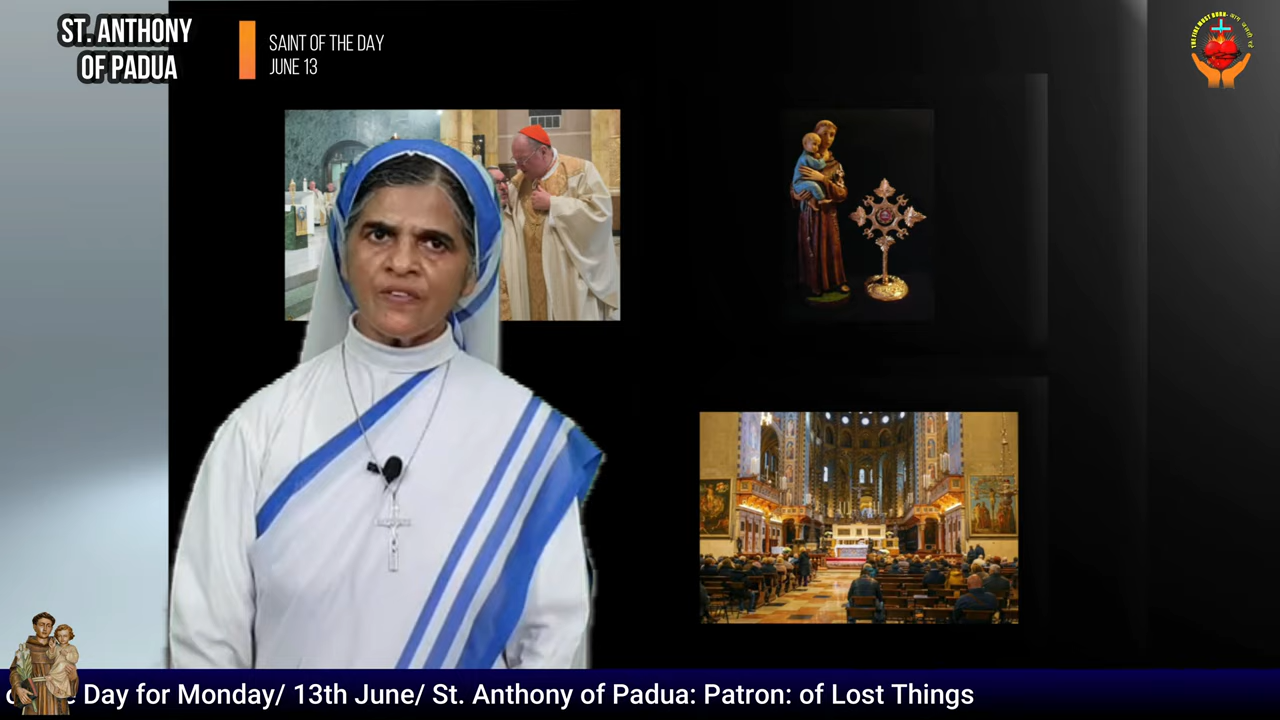 ST. ANTHONY
OF PADUA
SAINT OF THE DAY
JUNE 13
Day for Monday/ 13th June/ St. Anthony of Padua: Patron: of Lost Things